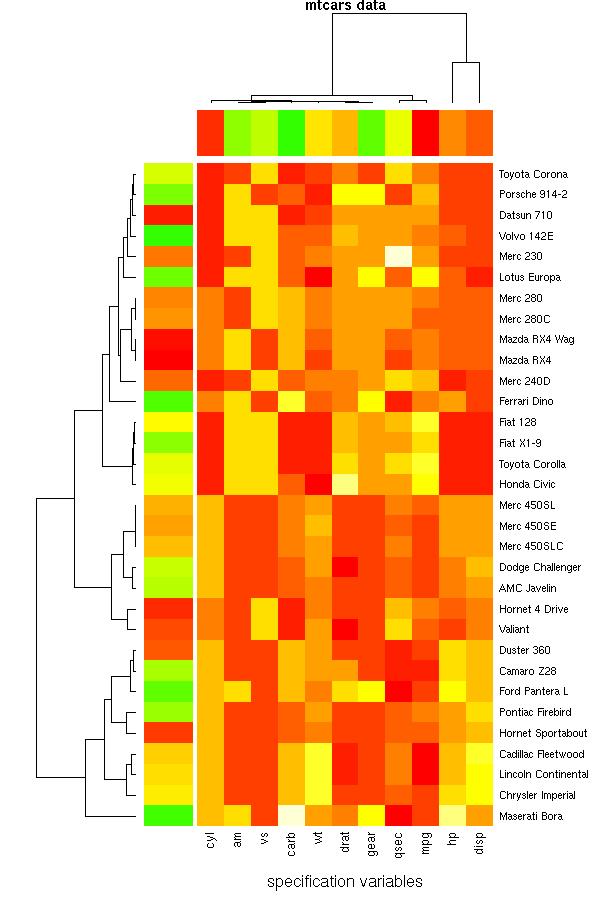 mtcars data
Toyota Corona
Porsche 914-2
Datsun 710
Volvo 142E
Merc 230
Lotus Europa
Merc 280
Merc 280C
Mazda RX4 Wag
Mazda RX4
Merc 240D
Ferrari Dino
Fiat 128
Fiat X1-9
Toyota Corolla
Honda Civic
Merc 450SL
Merc 450SE
Merc 450SLC
Dodge Challenger
AMC Javelin
Hornet 4 Drive
Valiant
Duster 360
Camaro Z28
Ford Pantera L
Pontiac Firebird
Hornet Sportabout
Cadillac Fleetwood
Lincoln Continental
Chrysler Imperial
Maserati Bora
cyl
am
vs
carb
wt
drat
gear
qsec
mpg
hp
disp
specification variables